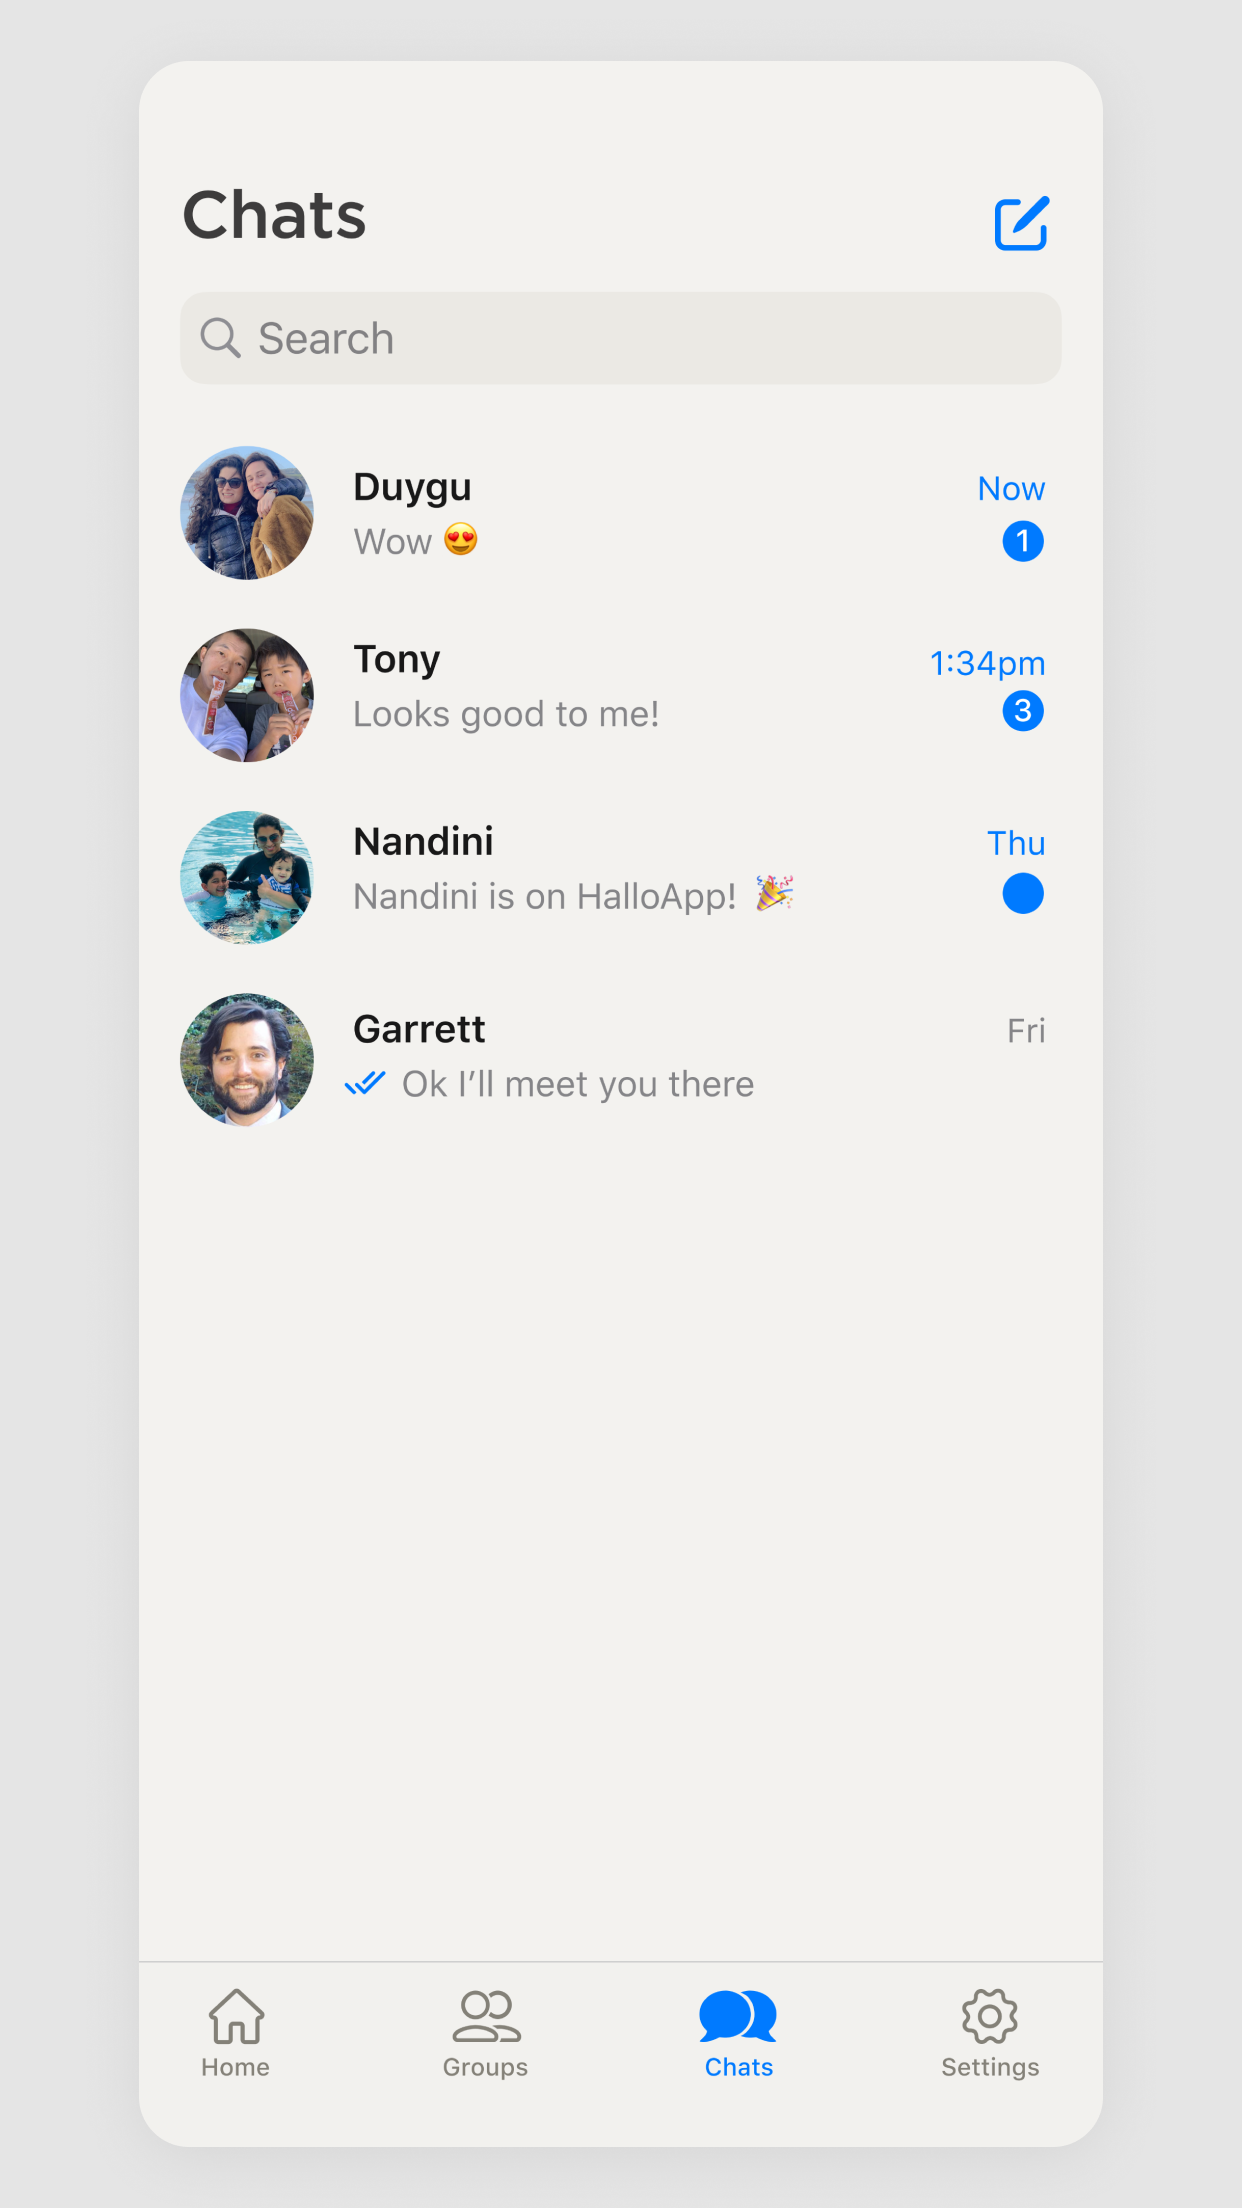 Chats
Search
Duygu
Now
Wow 😍
1
Tony
1:34pm
Looks good to me!
3
Nandini
Thu
Nandini is on HalloApp! 🎉
Garrett
Fri
Ok I’ll meet you there
Home
Groups
Chats
Settings